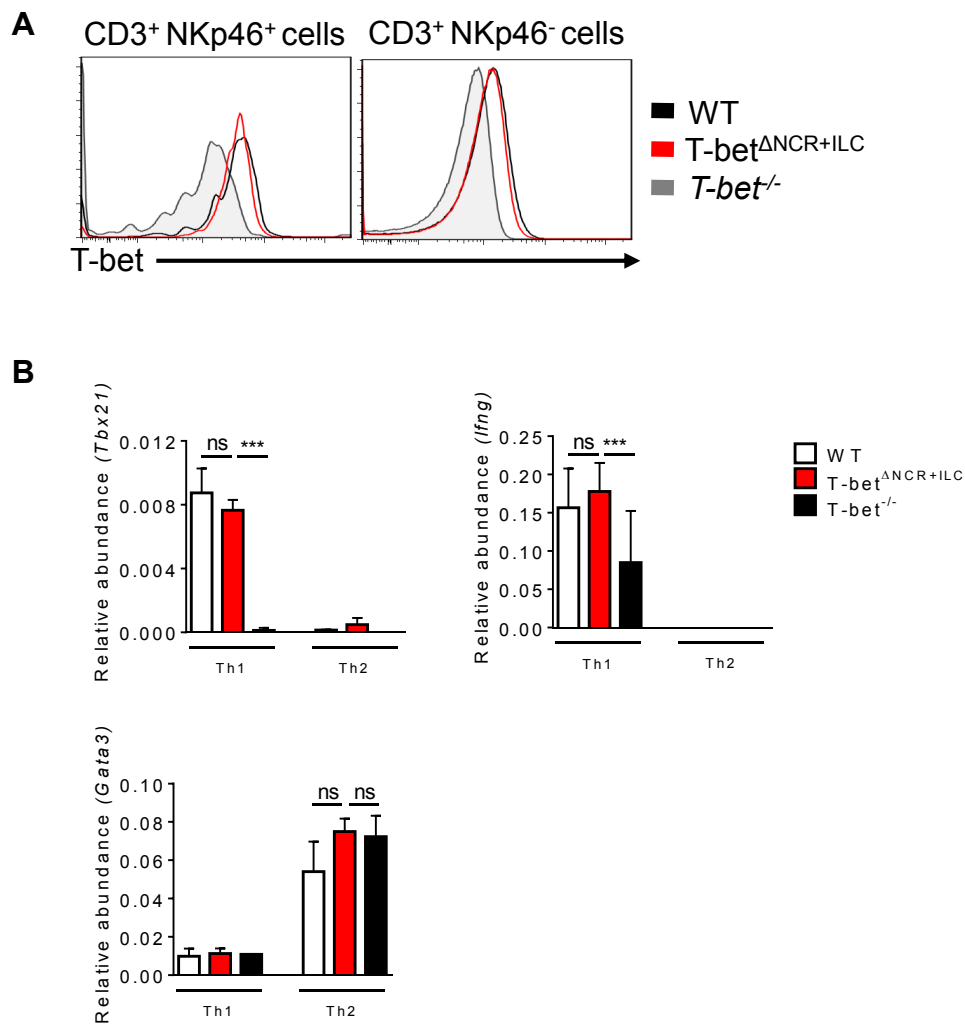 A
CD3⁺ NKp46⁺ cells
CD3⁺ NKp46⁻ cells
WT
T-bet^ΔNCR+ILC
T-bet^-/-
T-bet
B
Relative abundance (Tbx21)
0.012
0.008
0.004
0.000
ns
***
Th1
Th2
Relative abundance (Ifng)
0.25
0.20
0.15
0.10
0.05
0.00
ns
***
Th1
Th2
WT
T-bet^ΔNCR+ILC
T-bet^-/-
Relative abundance (Gata3)
0.10
0.08
0.06
0.04
0.02
0.00
ns
ns
Th1
Th2